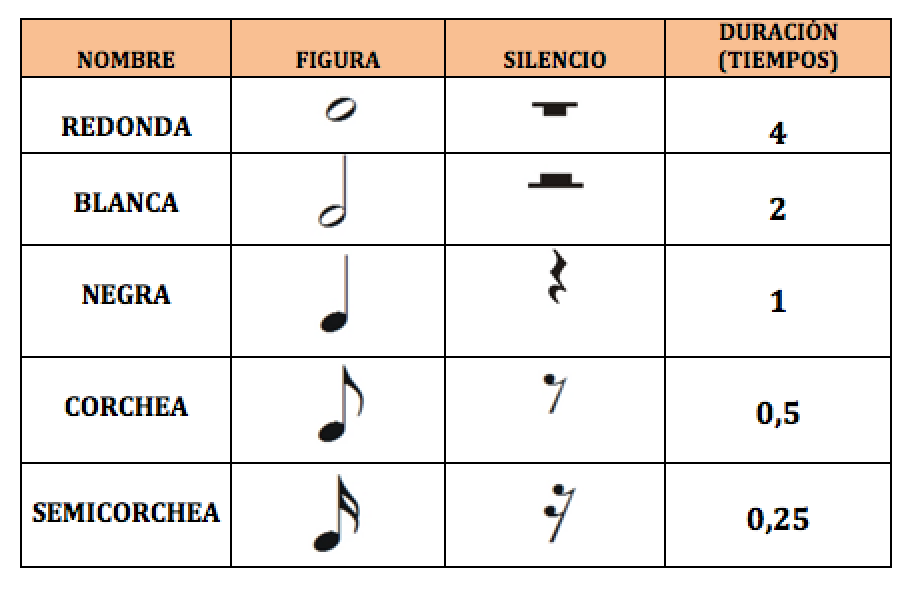 NOMBRE FIGURA SILENCIO DURACIÓN (TIEMPOS)
REDONDA 4
BLANCA 2
NEGRA 1
CORCHEA 0,5
SEMICORCHEA 0,25